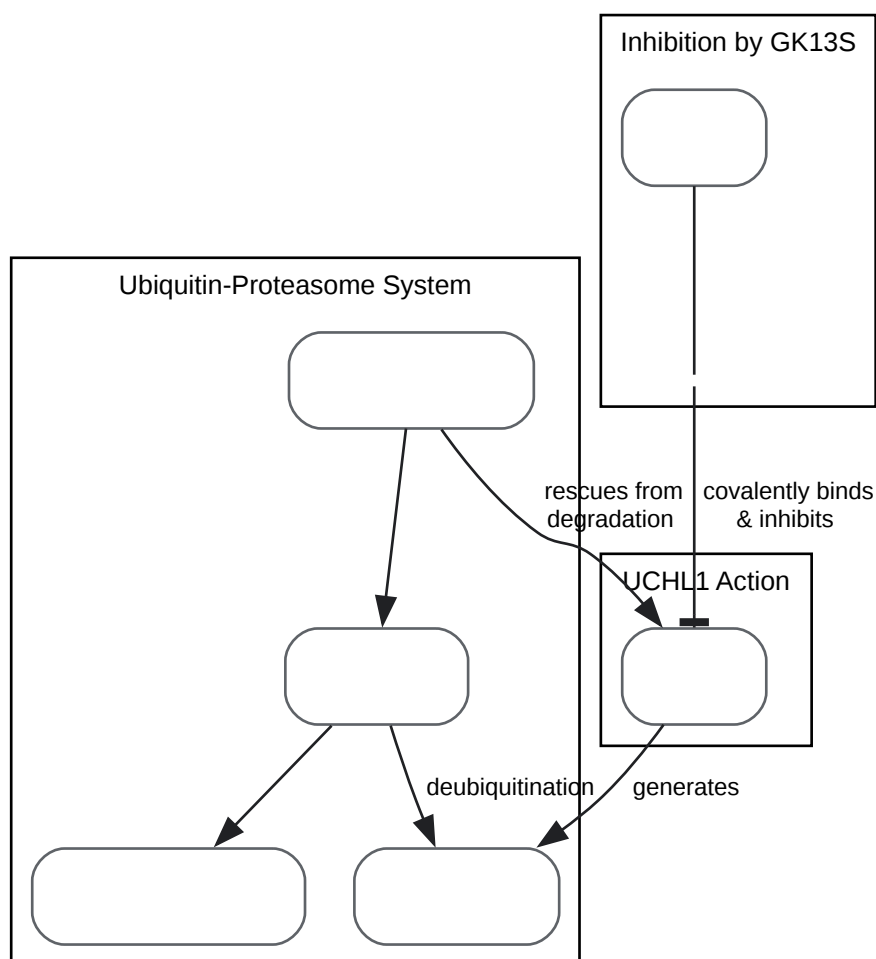 Inhibition by GK13S
Ubiquitin-Proteasome System
rescues from
degradation
covalently binds
& inhibits
UCHL1 Action
deubiquitination
generates